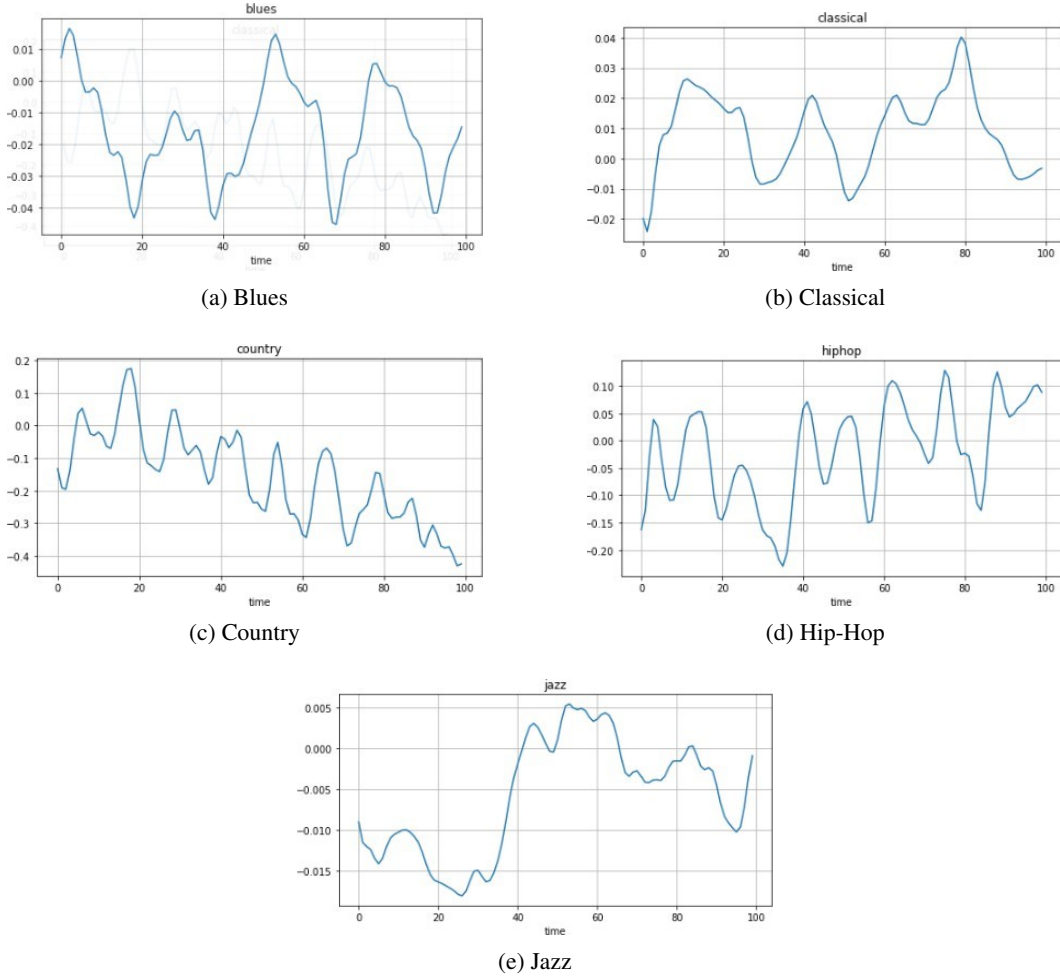 blues
0.01
0.00
−0.01
−0.02
−0.03
−0.04
0 20 40 60 80 100
time
(a) Blues
classical
0.04
0.03
0.02
0.01
0.00
−0.01
−0.02
0 20 40 60 80 100
time
(b) Classical
country
0.2
0.1
0.0
−0.1
−0.2
−0.3
−0.4
0 20 40 60 80 100
time
(c) Country
hiphop
0.10
0.05
0.00
−0.05
−0.10
−0.15
−0.20
0 20 40 60 80 100
time
(d) Hip-Hop
jazz
0.005
0.000
−0.005
−0.010
−0.015
0 20 40 60 80 100
time
(e) Jazz